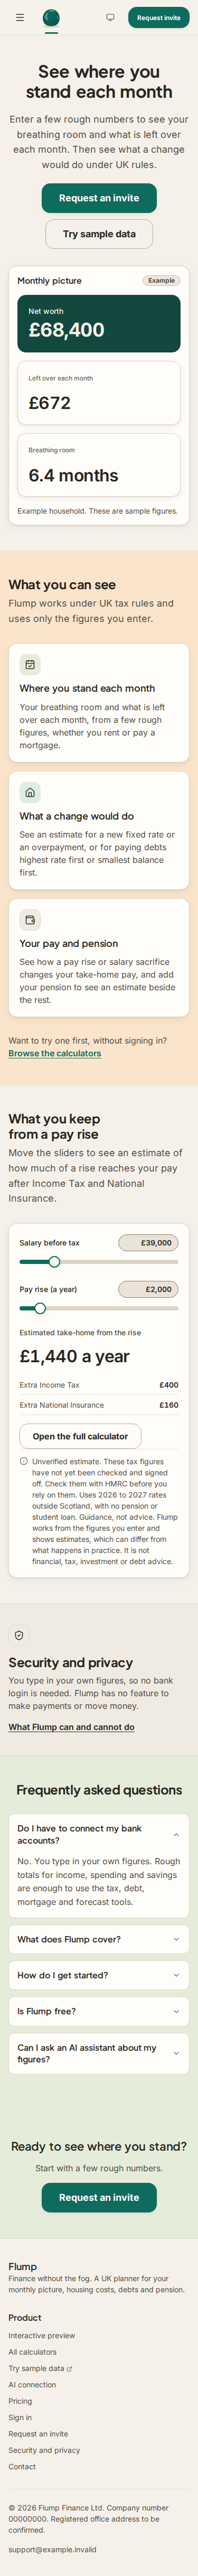 Request invite
See where you
stand each month
Enter a few rough numbers to see your
breathing room and what is left over
each month. Then see what a change
would do under UK rules.
Request an invite
Try sample data
Monthly picture
Example
Net worth
£68,400
Left over each month
£672
Breathing room
6.4 months
Example household. These are sample figures.
What you can see
Flump works under UK tax rules and
uses only the figures you enter.
Where you stand each month
Your breathing room and what is left
over each month, from a few rough
figures, whether you rent or pay a
mortgage.
What a change would do
See an estimate for a new fixed rate or
an overpayment, or for paying debts
highest rate first or smallest balance
first.
Your pay and pension
See how a pay rise or salary sacrifice
changes your take-home pay, and add
your pension to see an estimate beside
the rest.
Want to try one first, without signing in?
Browse the calculators
What you keep
from a pay rise
Move the sliders to see an estimate of
how much of a rise reaches your pay
after Income Tax and National
Insurance.
Salary before tax
£39,000
Pay rise (a year)
£2,000
Estimated take-home from the rise
£1,440 a year
Extra Income Tax
£400
Extra National Insurance
£160
Open the full calculator
Unverified estimate. These tax figures
have not yet been checked and signed
off. Check them with HMRC before you
rely on them. Uses 2026 to 2027 rates
outside Scotland, with no pension or
student loan. Guidance, not advice. Flump
works from the figures you enter and
shows estimates, which can differ from
what happens in practice. It is not
financial, tax, investment or debt advice.
Security and privacy
You type in your own figures, so no bank
login is needed. Flump has no feature to
make payments or move money.
What Flump can and cannot do
Frequently asked questions
Do I have to connect my bank
accounts?
No. You type in your own figures. Rough
totals for income, spending and savings
are enough to use the tax, debt,
mortgage and forecast tools.
What does Flump cover?
How do I get started?
Is Flump free?
Can I ask an AI assistant about my
figures?
Ready to see where you stand?
Start with a few rough numbers.
Request an invite
Flump
Finance without the fog. A UK planner for your
monthly picture, housing costs, debts and pension.
Product
Interactive preview
All calculators
Try sample data
AI connection
Pricing
Sign in
Request an invite
Security and privacy
Contact
© 2026 Flump Finance Ltd. Company number
00000000. Registered office address to be
confirmed.
support@example.invalid